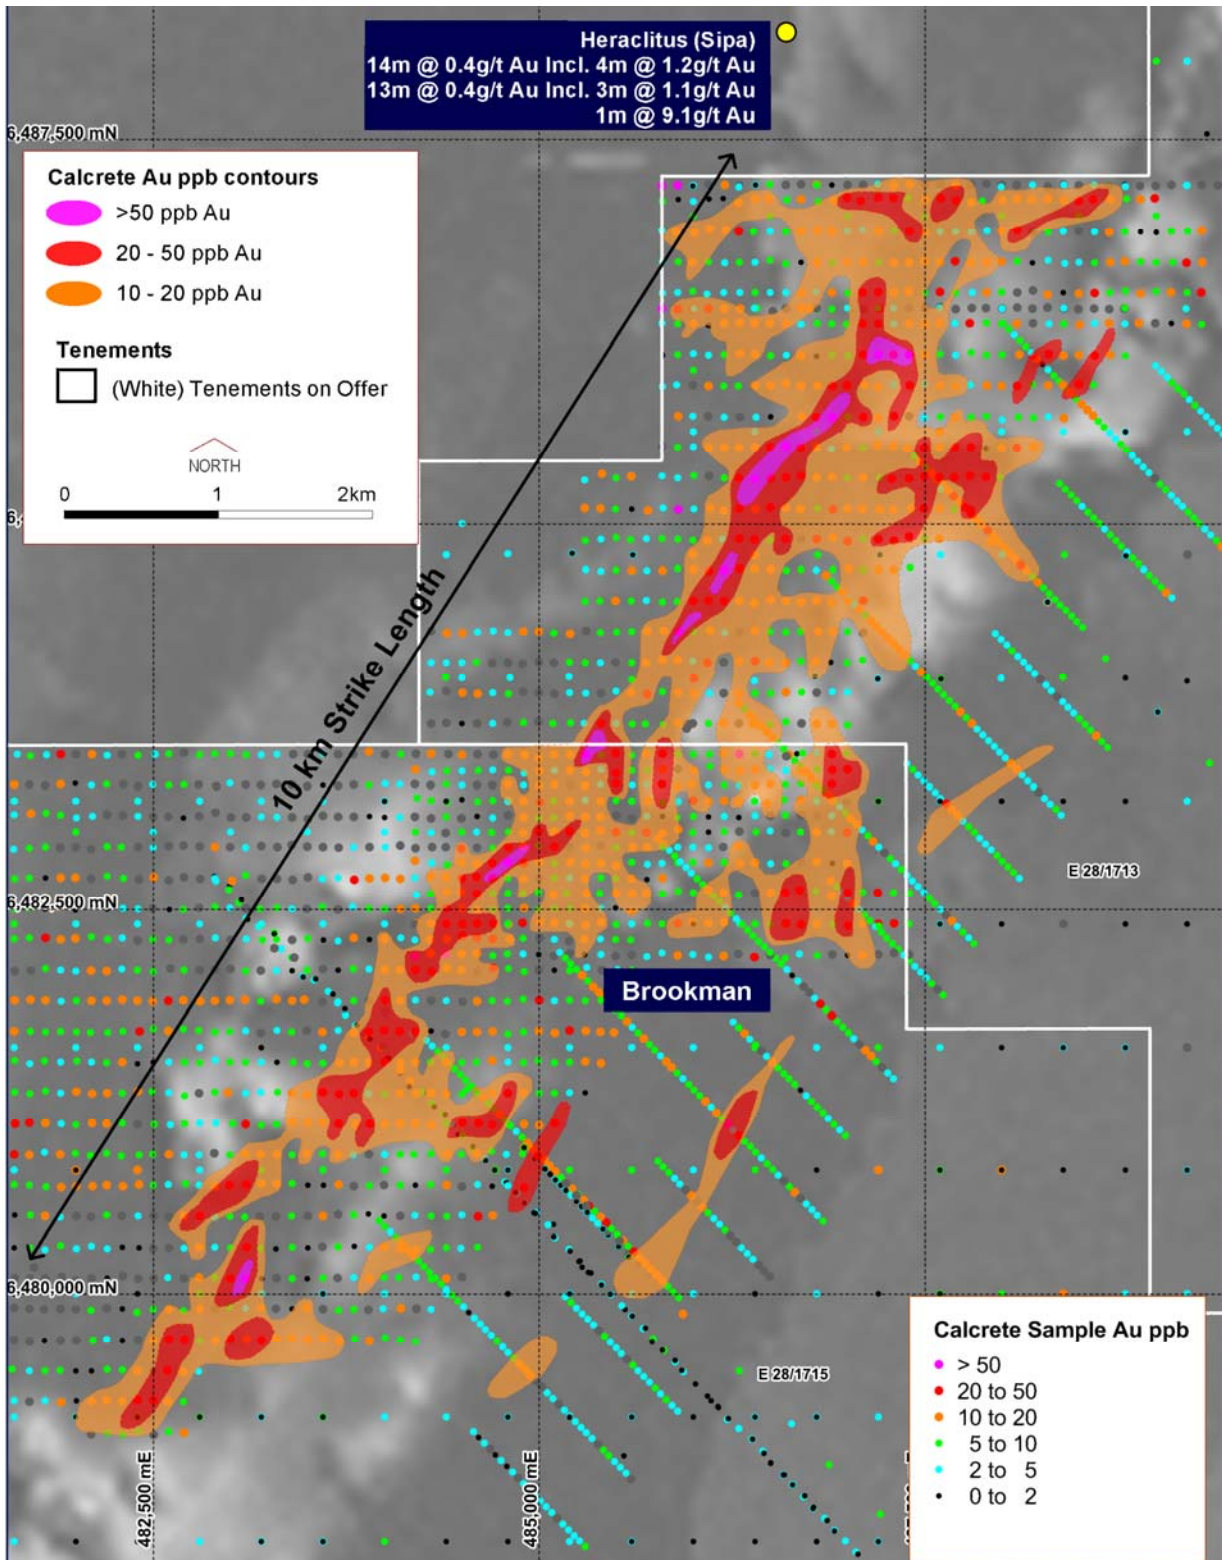 Heraclitus (Sipa)
14m @ 0.4g/t Au Incl. 4m @ 1.2g/t Au
13m @ 0.4g/t Au Incl. 3m @ 1.1g/t Au
1m @ 9.1g/t Au
6,487,500 mN
Calcrete Au ppb contours
>50 ppb Au
20 - 50 ppb Au
10 - 20 ppb Au
Tenements
(White) Tenements on Offer
NORTH
0 1 2km
10 km Strike Length
E 28/1713
6,482,500 mN
Brookman
6,480,000 mN
E 28/1715
Calcrete Sample Au ppb
> 50
20 to 50
10 to 20
5 to 10
2 to 5
0 to 2
482,500 mE
485,000 mE